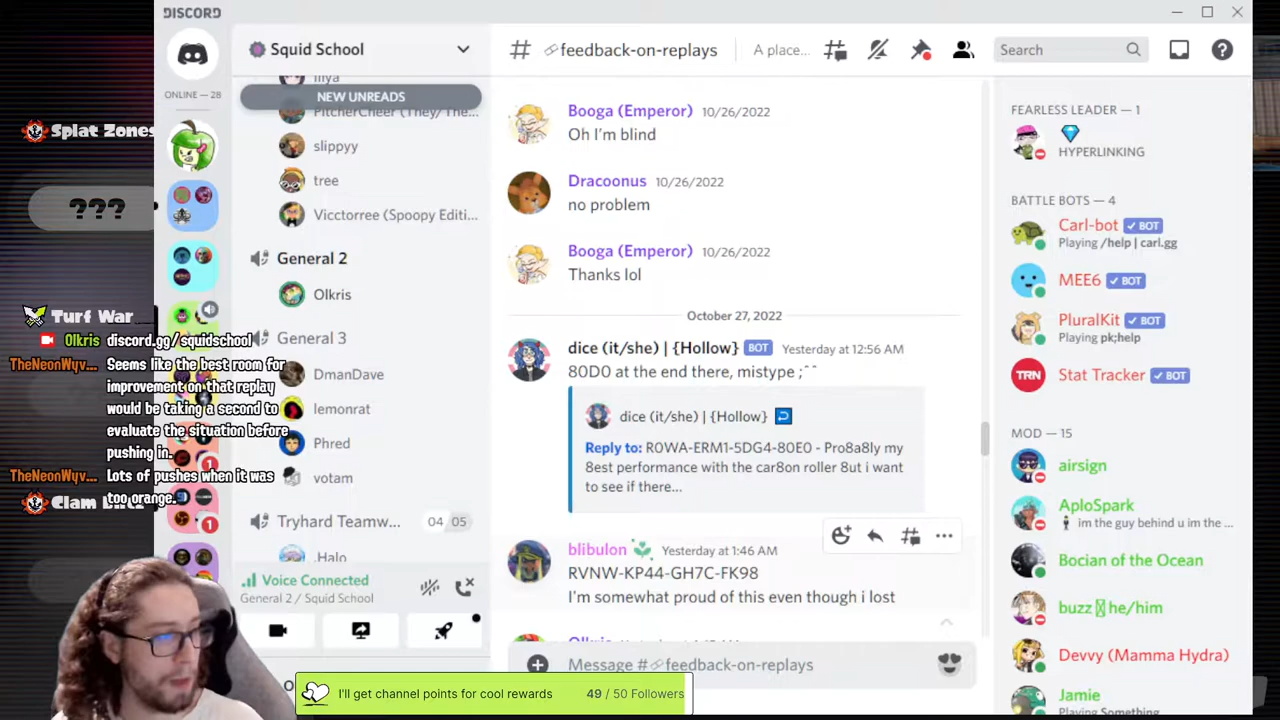 DISCORD
ONLINE — 28
Squid School
NEW UNREADS
PitcherCheer (They/The...
slippyy
tree
Vicctorree (Spoopy Editi...
General 2
Olkris
General 3
DmanDave
lemonrat
Phred
votam
Tryhard Teamw...
04 05
Halo
Voice Connected
General 2 / Squid School
feedback-on-replays
A place...
Search
Booga (Emperor) 10/26/2022
Oh I'm blind
Dracoonus 10/26/2022
no problem
Booga (Emperor) 10/26/2022
Thanks lol
October 27, 2022
dice (it/she) | {Hollow} BOT Yesterday at 12:56 AM
80D0 at the end there, mistype ;^^
dice (it/she) | {Hollow}
Reply to: R0WA-ERM1-5DG4-80E0 - Pro8a8ly my
8est performance with the car8on roller 8ut i want
to see if there...
blibulon Yesterday at 1:46 AM
RVNW-KP44-GH7C-FK98
I'm somewhat proud of this even though i lost
Message # feedback-on-replays
FEARLESS LEADER — 1
HYPERLINKING
BATTLE BOTS — 4
Carl-bot BOT
Playing /help | carl.gg
MEE6 BOT
PluralKit BOT
Playing pk;help
TRN
Stat Tracker BOT
MOD — 15
airsign
AploSpark
im the guy behind u im the ...
Bocian of the Ocean
buzz he/him
Devvy (Mamma Hydra)
Jamie
Playing Something
Splat Zones
???
Turf War
Olkris discord.gg/squidschool
TheNeonWyv... Seems like the best room for
improvement on that replay
would be taking a second to
evaluate the situation before
pushing in.
TheNeonWyv... Lots of pushes when it was
too orange.
1
1
I'll get channel points for cool rewards
49 / 50 Followers